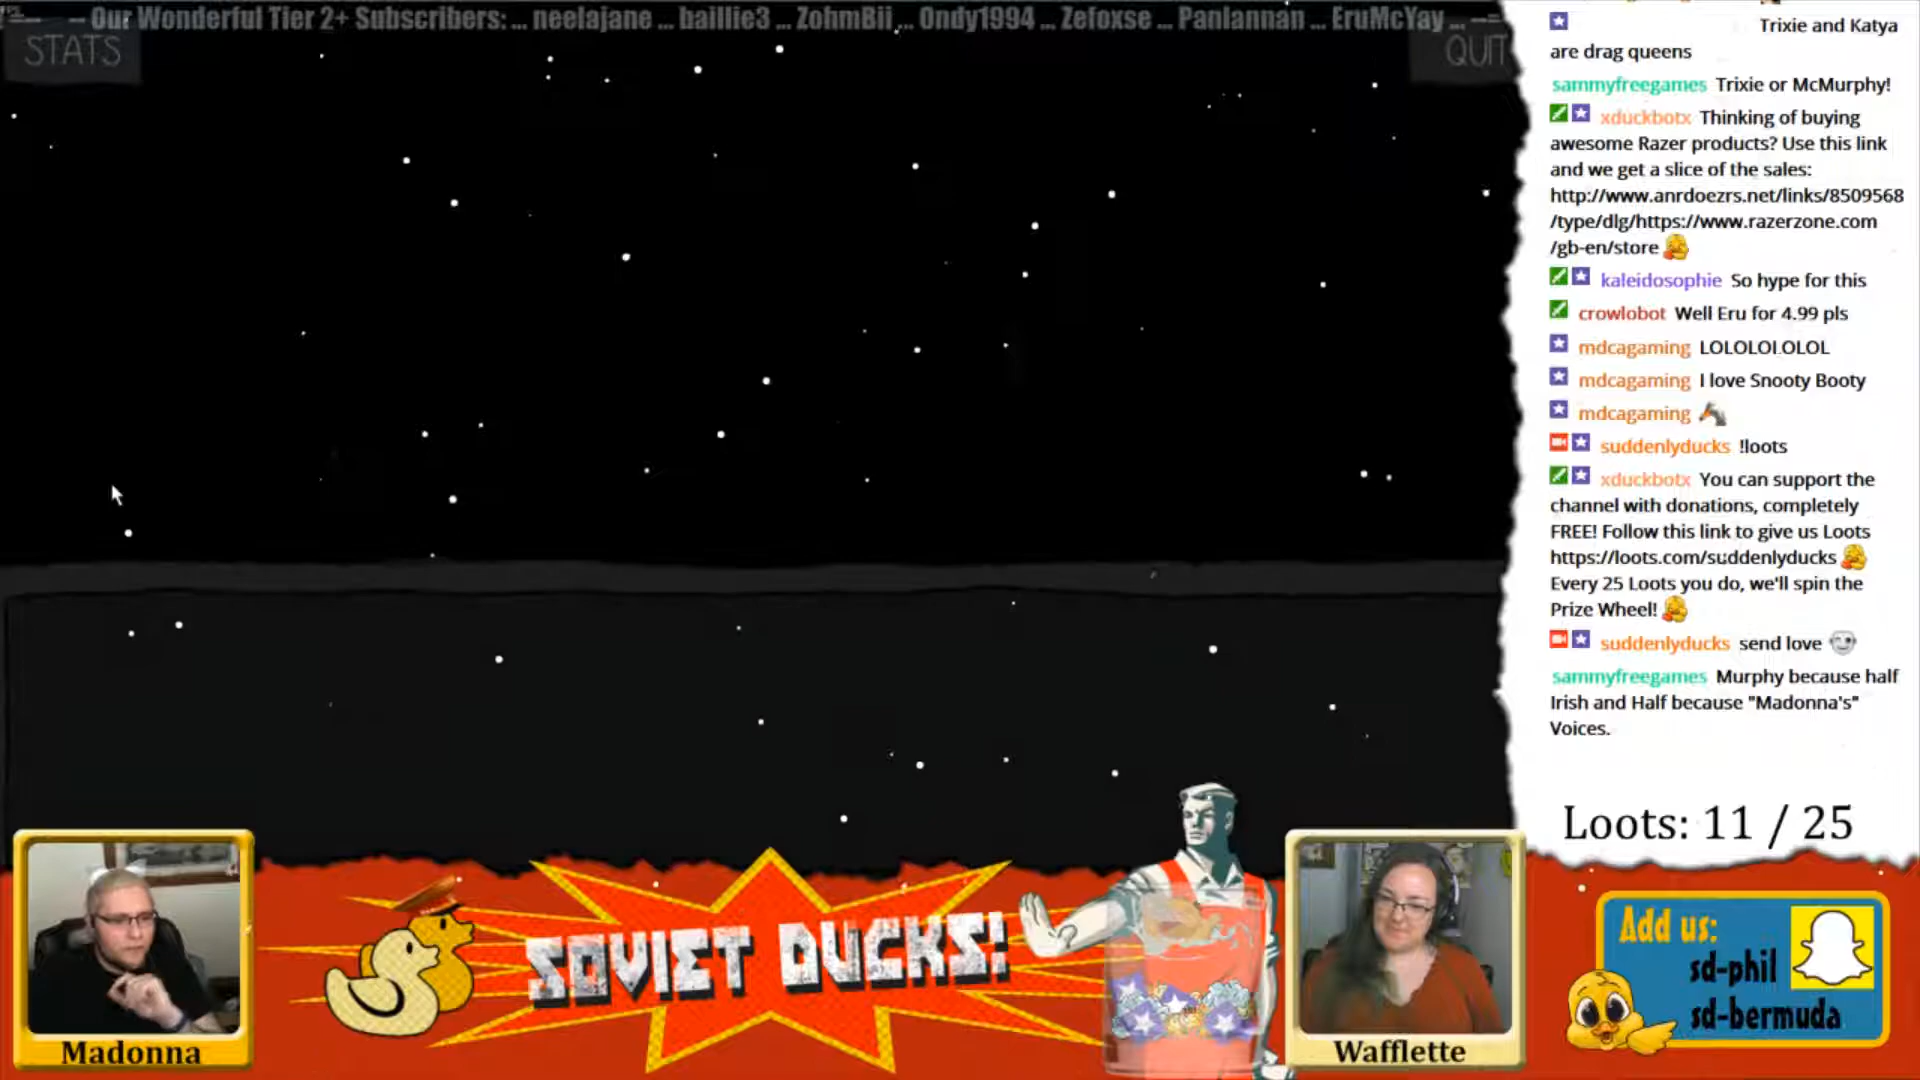 -- Our Wonderful Tier 2+ Subscribers: ... neelajane ... baillie3 ... ZohmBii ... Ondy1994 ... Zefoxse ... Panlannan ... EruMcYay ... --=
STATS
QUIT
Trixie and Katya
are drag queens
sammyfreegames Trixie or McMurphy!
xduckbotx Thinking of buying
awesome Razer products? Use this link
and we get a slice of the sales:
http://www.anrdoezrs.net/links/8509568
/type/dlg/https://www.razerzone.com
/gb-en/store
kaleidosophie So hype for this
crowlobot Well Eru for 4.99 pls
mdcagaming LOLOLOLOLOL
mdcagaming I love Snooty Booty
mdcagaming
suddenlyducks !loots
xduckbotx You can support the
channel with donations, completely
FREE! Follow this link to give us Loots
https://loots.com/suddenlyducks
Every 25 Loots you do, we'll spin the
Prize Wheel!
suddenlyducks send love
sammyfreegames Murphy because half
Irish and Half because "Madonna's"
Voices.
Loots: 11 / 25
SOVIET DUCKS!
Add us:
sd-phil
sd-bermuda
Madonna
Wafflette